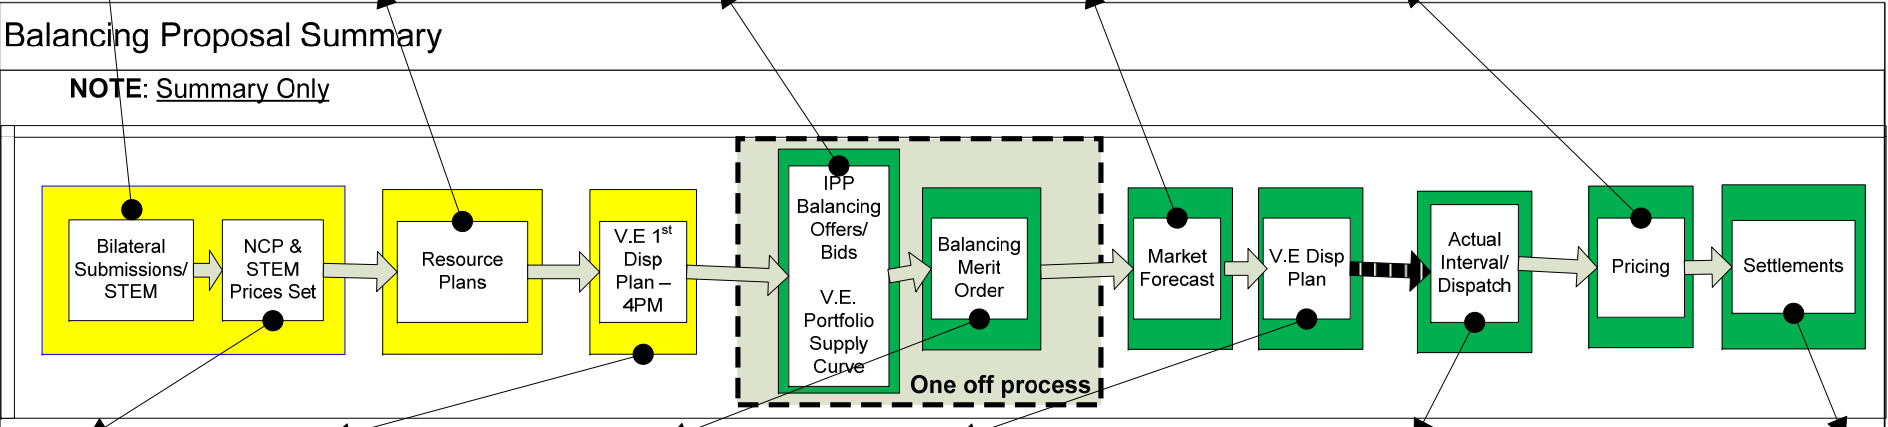 Balancing Proposal Summary
NOTE: Summary Only
Bilateral
Submissions/
STEM
NCP &
STEM
Prices Set
Resource
Plans
V.E 1st
Disp
Plan –
4PM
IPP
Balancing
Offers/
Bids
V.E.
Portfolio
Supply
Curve
Balancing
Merit
Order
One off process
Market
Forecast
V.E Disp
Plan
Actual
Interval/
Dispatch
Pricing
Settlements